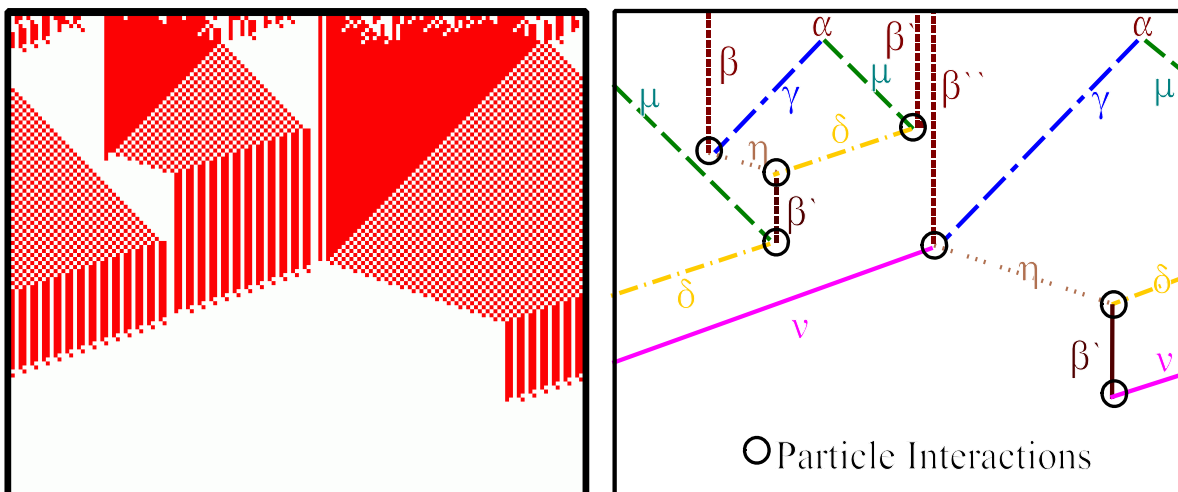 α
β`
α
β
β``
μ
γ
μ
γ
μ
δ
η
β`
η
δ
δ
ν
β`
ν
Particle Interactions